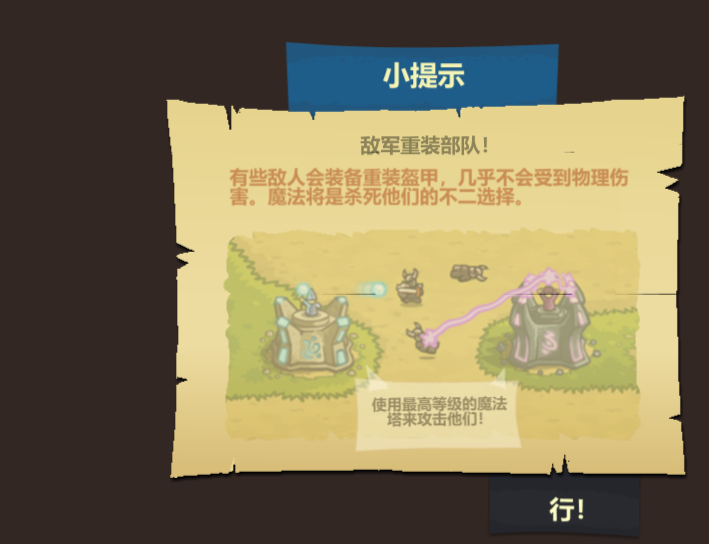 小提示
敌军重装部队！
有些敌人会装备重装盔甲，几乎不会受到物理伤
害。魔法将是杀死他们的不二选择。
使用最高等级的魔法
塔来攻击他们！
行！